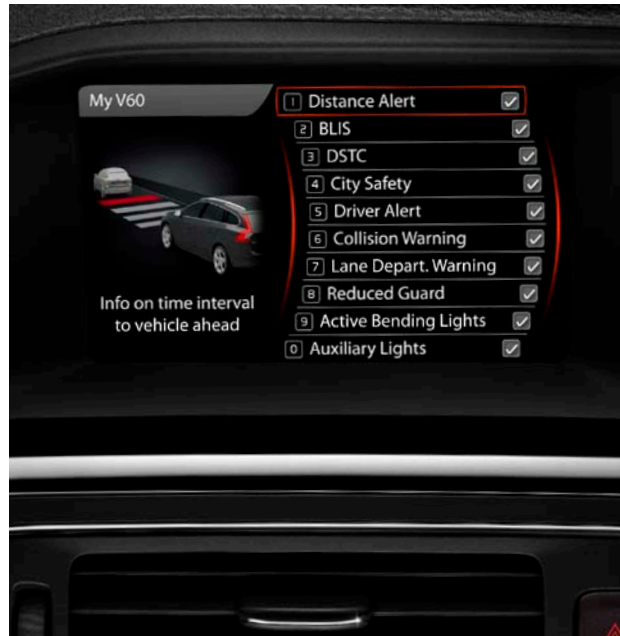 My V60
1 Distance Alert
2 BLIS
3 DSTC
4 City Safety
5 Driver Alert
6 Collision Warning
7 Lane Depart. Warning
8 Reduced Guard
9 Active Bending Lights
0 Auxiliary Lights
Info on time interval
to vehicle ahead